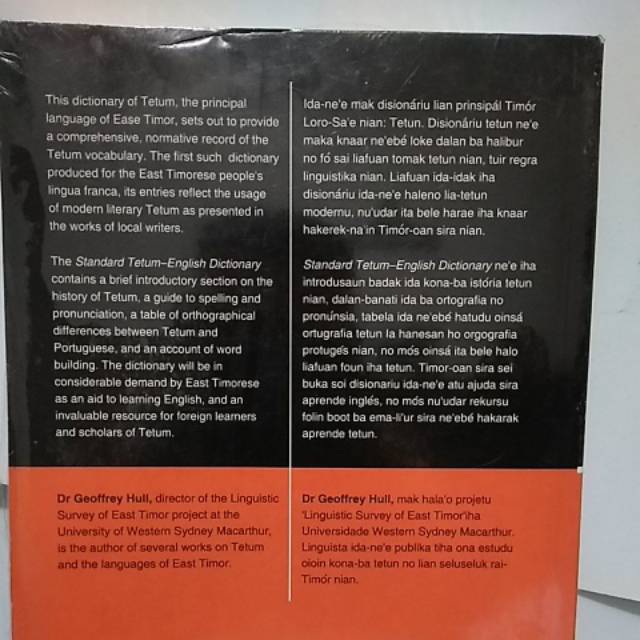 This dictionary of Tetum, the principal
language of Ease Timor, sets out to provide
a comprehensive, normative record of the
Tetum vocabulary. The first such dictionary
produced for the East Timorese people's
lingua franca, its entries reflect the usage
of modern literary Tetum as presented in
the works of local writers.
The Standard Tetum–English Dictionary
contains a brief introductory section on the
history of Tetum, a guide to spelling and
pronunciation, a table of orthographical
differences between Tetum and
Portuguese, and an account of word
building. The dictionary will be in
considerable demand by East Timorese
as an aid to learning English, and an
invaluable resource for foreign learners
and scholars of Tetum.
Dr Geoffrey Hull, director of the Linguistic
Survey of East Timor project at the
University of Western Sydney Macarthur,
is the author of several works on Tetum
and the languages of East Timor.
Ida-ne'e mak disionáriu lian prinsipál Timór
Loro-Sa'e nian: Tetun. Disionáriu tetun ne'e
maka knaar ne'ebé loke dalan ba halibur
no fó sai liafuan tomak tetun nian, tuir regra
linguistika nian. Liafuan ida-idak iha
disionáriu ida-ne'e haleno lia-tetun
modernu, nu'udar ita bele harae iha knaar
hakerek-na'in Timór-oan sira nian.
Standard Tetum–English Dictionary ne'e iha
introdusaun badak ida kona-ba istória tetun
nian, dalan-banati ida ba ortografia no
pronúnsia, tabela ida ne'ebé hatudu oinsá
ortugrafia tetun la hanesan ho orgografia
protugés nian, no mós oinsá ita bele halo
liafuan foun iha tetun. Timor-oan sira sei
buka soi disionariu ida-ne'e atu ajuda sira
aprende inglés, no mós nu'udar rekursu
folin boot ba ema-li'ur sira ne'ebé hakarak
aprende tetun.
Dr Geoffrey Hull, mak hala'o projetu
'Linguistic Survey of East Timor'iha
Universidade Western Sydney Macarthur.
Linguista ida-ne'e publika tiha ona estudu
oioin kona-ba tetun no lian seluseluk rai-
Timór nian.